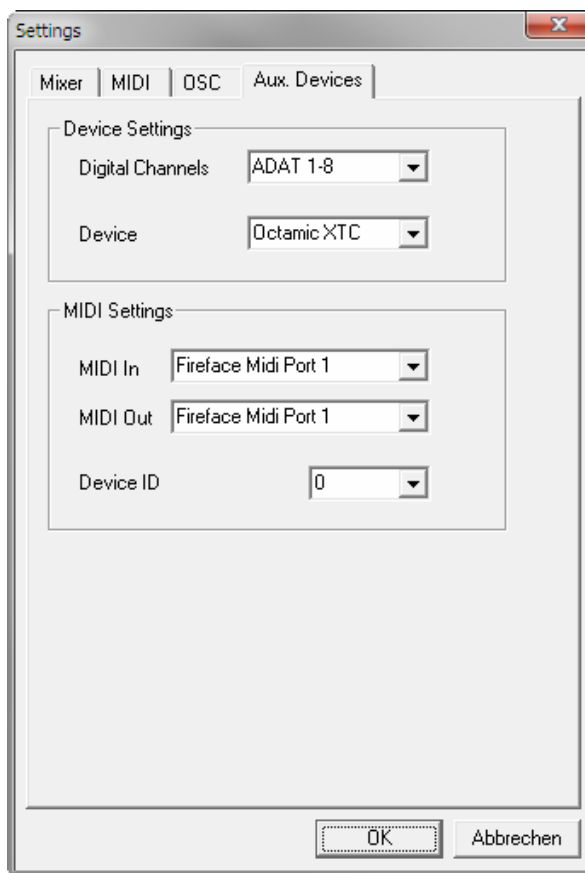 Settings
Mixer MIDI OSC Aux. Devices
Device Settings
Digital Channels ADAT 1-8
Device Octamic XTC
MIDI Settings
MIDI In Fireface Midi Port 1
MIDI Out Fireface Midi Port 1
Device ID 0
OK Abbrechen